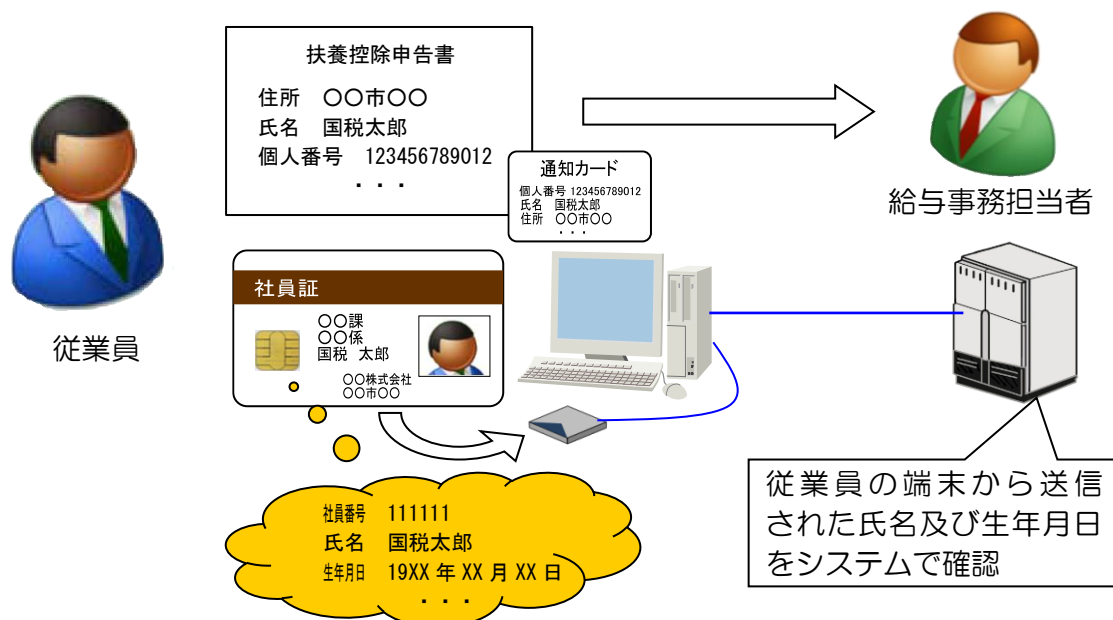 扶養控除申告書
住所　〇〇市〇〇
氏名　国税太郎
個人番号　123456789012
・・・
通知カード
個人番号 123456789012
氏名　国税太郎
住所　〇〇市〇〇
・・・
給与事務担当者
従業員
社員証
〇〇課
〇〇係
国税　太郎
〇〇株式会社
〇〇市〇〇
社員番号　111111
氏名　国税太郎
生年月日　19XX 年 XX 月 XX 日
・・・
従業員の端末から送信
された氏名及び生年月日
をシステムで確認